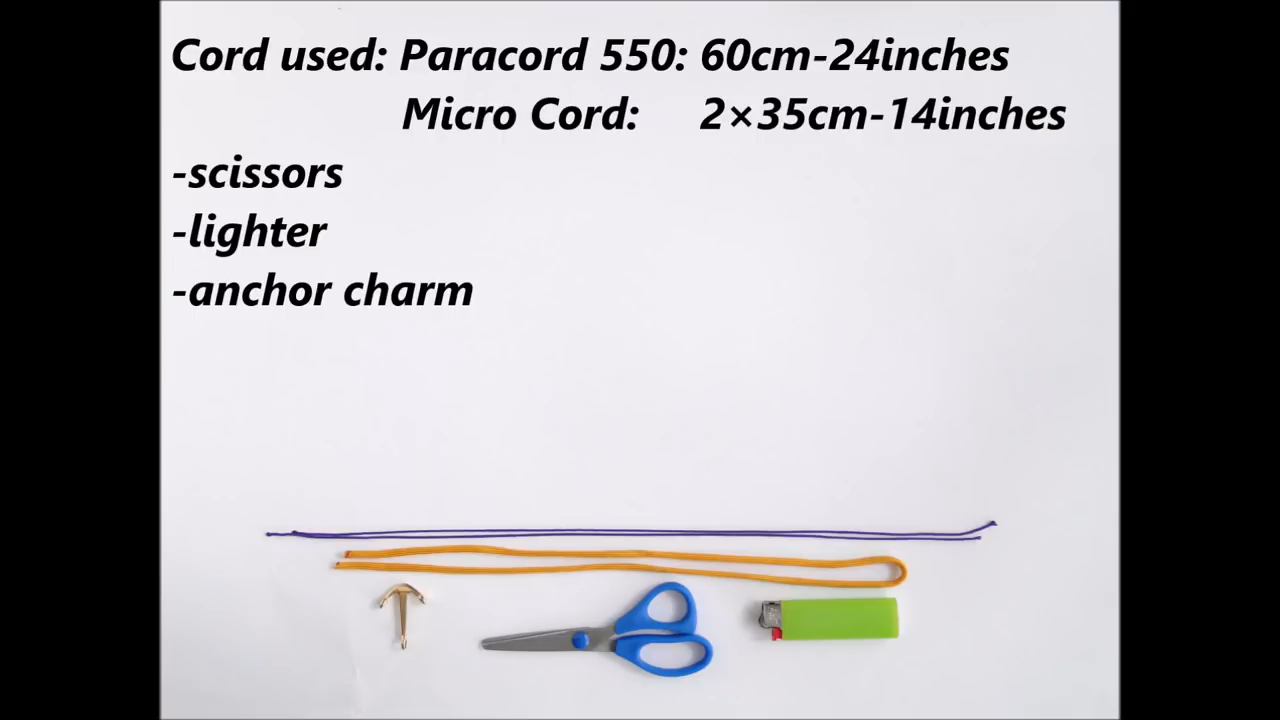 Cord used: Paracord 550: 60cm-24inches
Micro Cord: 2×35cm-14inches
-scissors
-lighter
-anchor charm